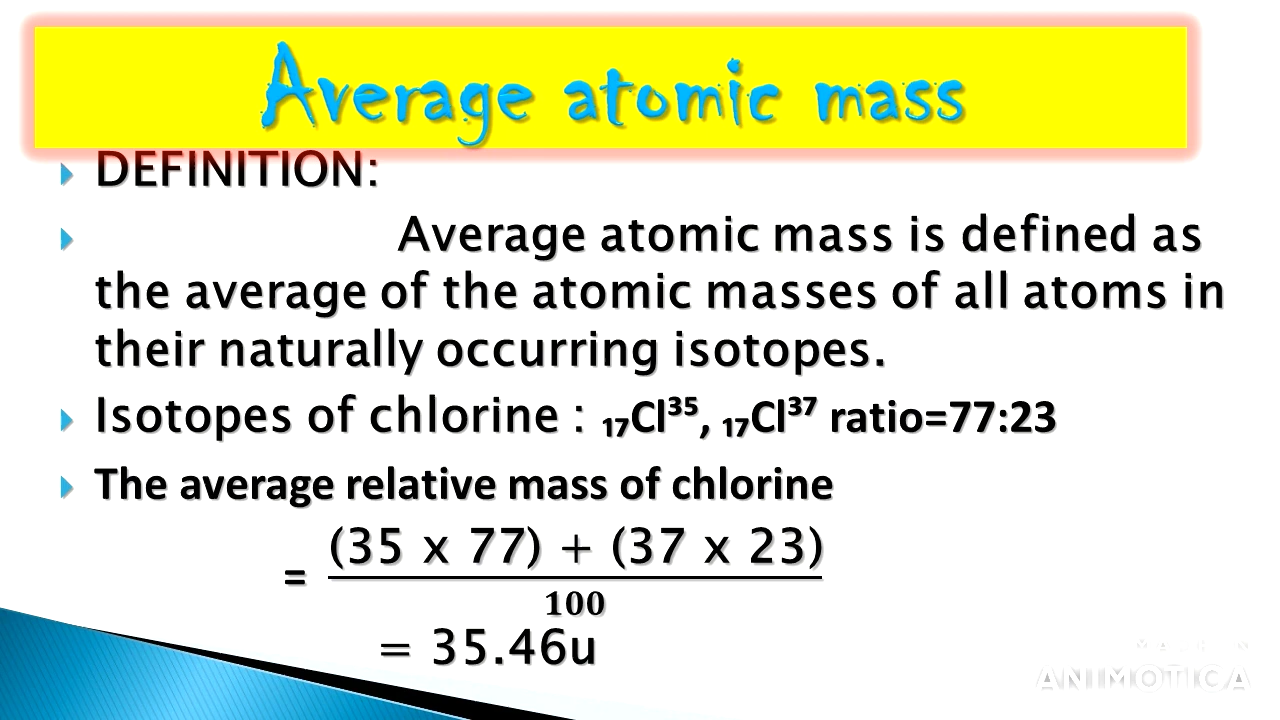 Average atomic mass
DEFINITION:
Average atomic mass is defined as
the average of the atomic masses of all atoms in
their naturally occurring isotopes.
Isotopes of chlorine : ₁₇Cl³⁵, ₁₇Cl³⁷ ratio=77:23
The average relative mass of chlorine
(35 x 77) + (37 x 23)
=
100
= 35.46u
ANIMOTICA